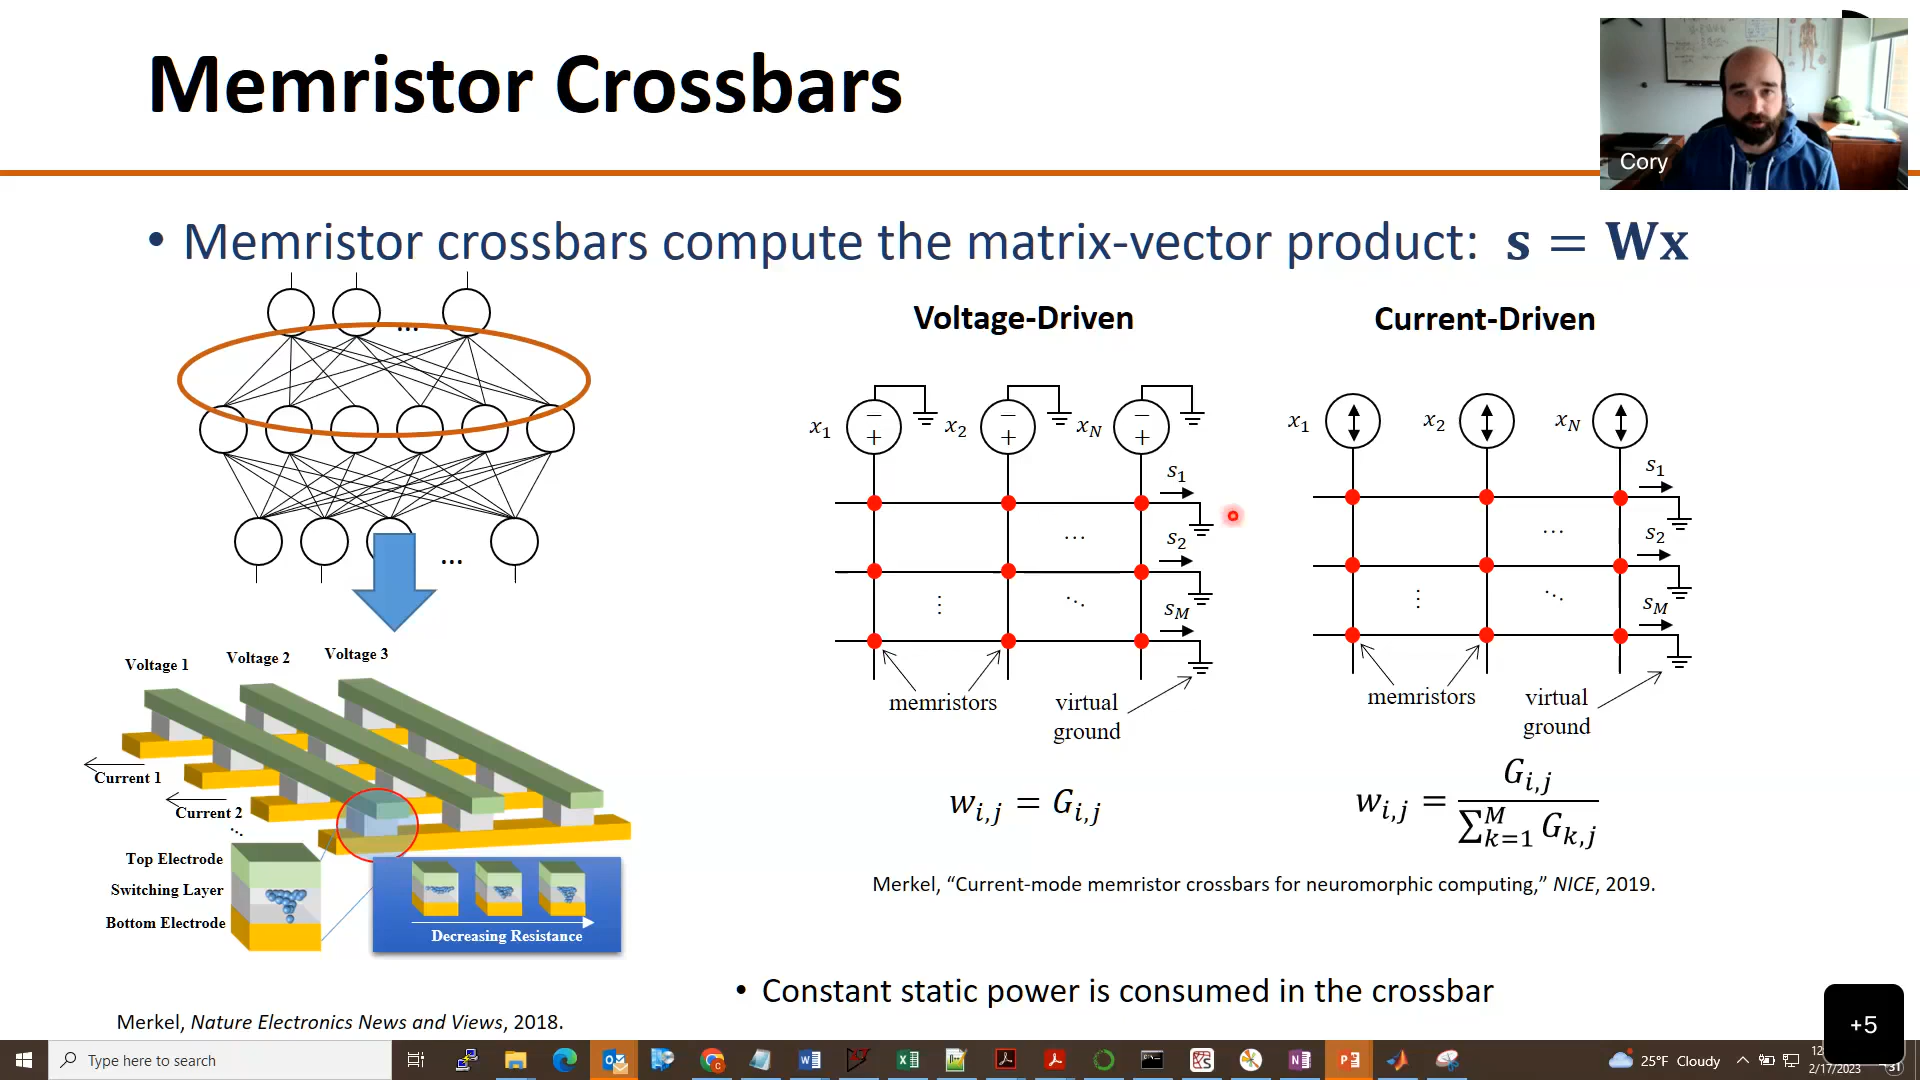 Memristor Crossbars
Cory
• Memristor crossbars compute the matrix-vector product: s = Wx
Voltage-Driven
Current-Driven
...
x₁ − + x₂ − + x_N − +
x₁ x₂ x_N
s₁
s₂
s_M
...
⋮ ⋱
s₁
s₂
s_M
...
⋮ ⋱
...
memristors
virtual
ground
memristors
virtual
ground
Voltage 1 Voltage 2 Voltage 3
Current 1
Current 2
...
Top Electrode
Switching Layer
Bottom Electrode
Decreasing Resistance
w_{i,j} = G_{i,j}
w_{i,j} = G_{i,j} / ∑_{k=1}^{M} G_{k,j}
Merkel, “Current-mode memristor crossbars for neuromorphic computing,” NICE, 2019.
• Constant static power is consumed in the crossbar
Merkel, Nature Electronics News and Views, 2018.
+5
Type here to search
25°F Cloudy
2/17/2023